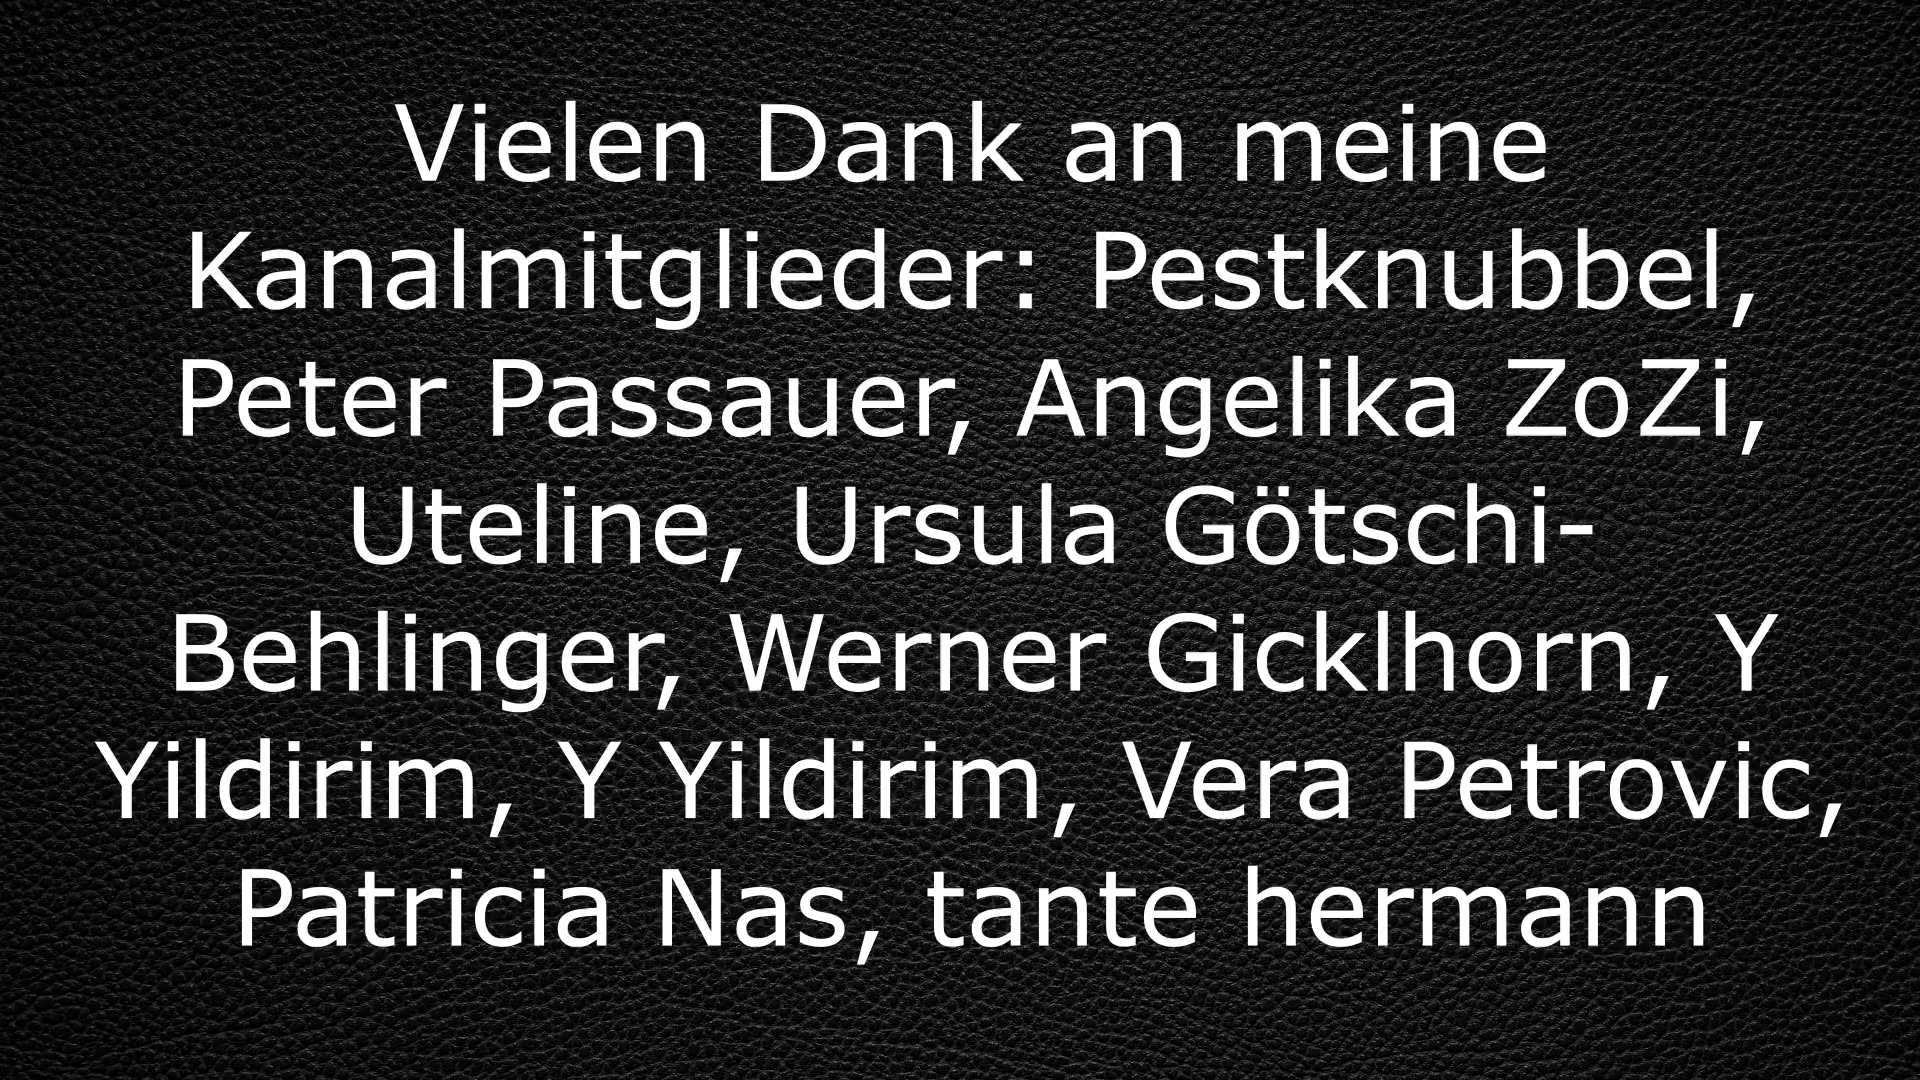 Vielen Dank an meine
Kanalmitglieder: Pestknubbel,
Peter Passauer, Angelika ZoZi,
Uteline, Ursula Götschi-
Behlinger, Werner Gicklhorn, Y
Yildirim, Y Yildirim, Vera Petrovic,
Patricia Nas, tante hermann